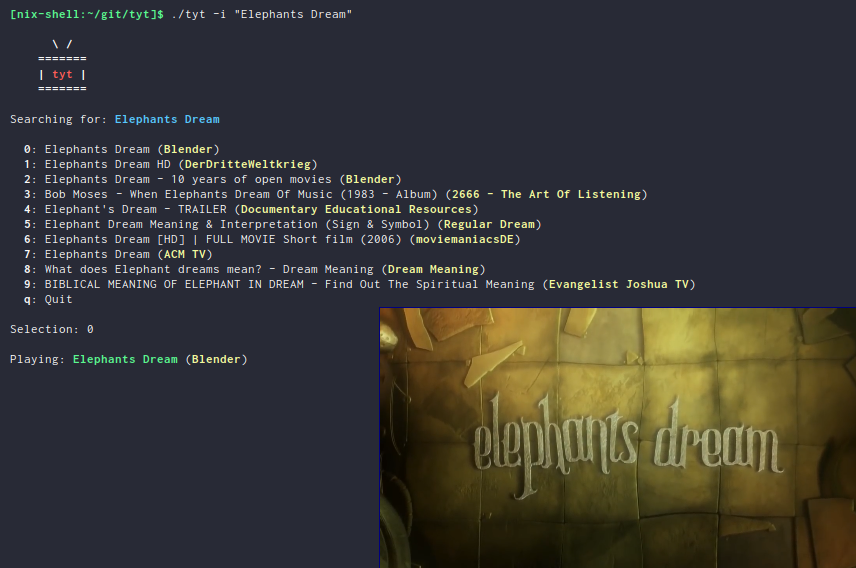 [nix-shell:~/git/tyt]$ ./tyt -i "Elephants Dream"
\ /
=======
| tyt |
=======
Searching for: Elephants Dream
0: Elephants Dream (Blender)
1: Elephants Dream HD (DerDritteWeltkrieg)
2: Elephants Dream - 10 years of open movies (Blender)
3: Bob Moses - When Elephants Dream Of Music (1983 - Album) (2666 - The Art Of Listening)
4: Elephant's Dream - TRAILER (Documentary Educational Resources)
5: Elephant Dream Meaning & Interpretation (Sign & Symbol) (Regular Dream)
6: Elephants Dream [HD] | FULL MOVIE Short film (2006) (moviemaniacsDE)
7: Elephants Dream (ACM TV)
8: What does Elephant dreams mean? - Dream Meaning (Dream Meaning)
9: BIBLICAL MEANING OF ELEPHANT IN DREAM - Find Out The Spiritual Meaning (Evangelist Joshua TV)
q: Quit
Selection: 0
Playing: Elephants Dream (Blender)
elephants dream